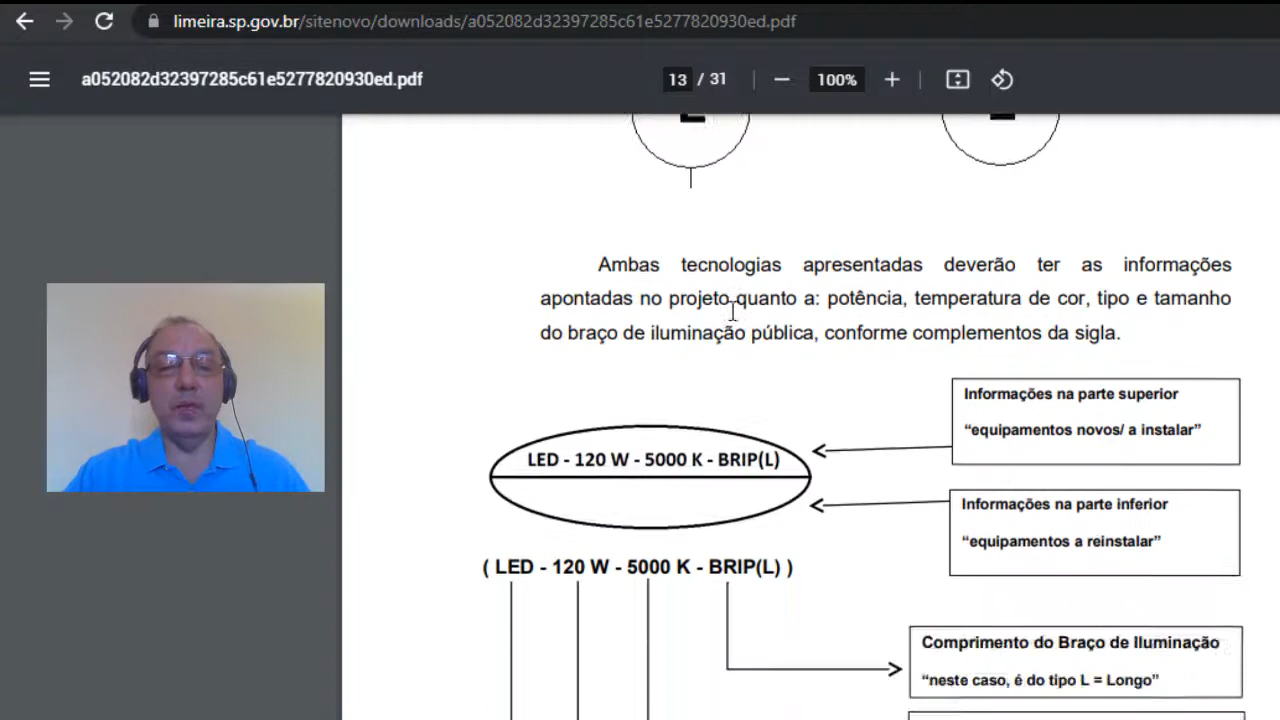 limeira.sp.gov.br/sitenovo/downloads/a052082d32397285c61e5277820930ed.pdf
a052082d32397285c61e5277820930ed.pdf
13 / 31
100%
Ambas tecnologias apresentadas deverão ter as informações
apontadas no projeto quanto a: potência, temperatura de cor, tipo e tamanho
do braço de iluminação pública, conforme complementos da sigla.
Informações na parte superior
“equipamentos novos/ a instalar”
LED - 120 W - 5000 K - BRIP(L)
Informações na parte inferior
“equipamentos a reinstalar”
( LED - 120 W - 5000 K - BRIP(L) )
Comprimento do Braço de Iluminação
“neste caso, é do tipo L = Longo”